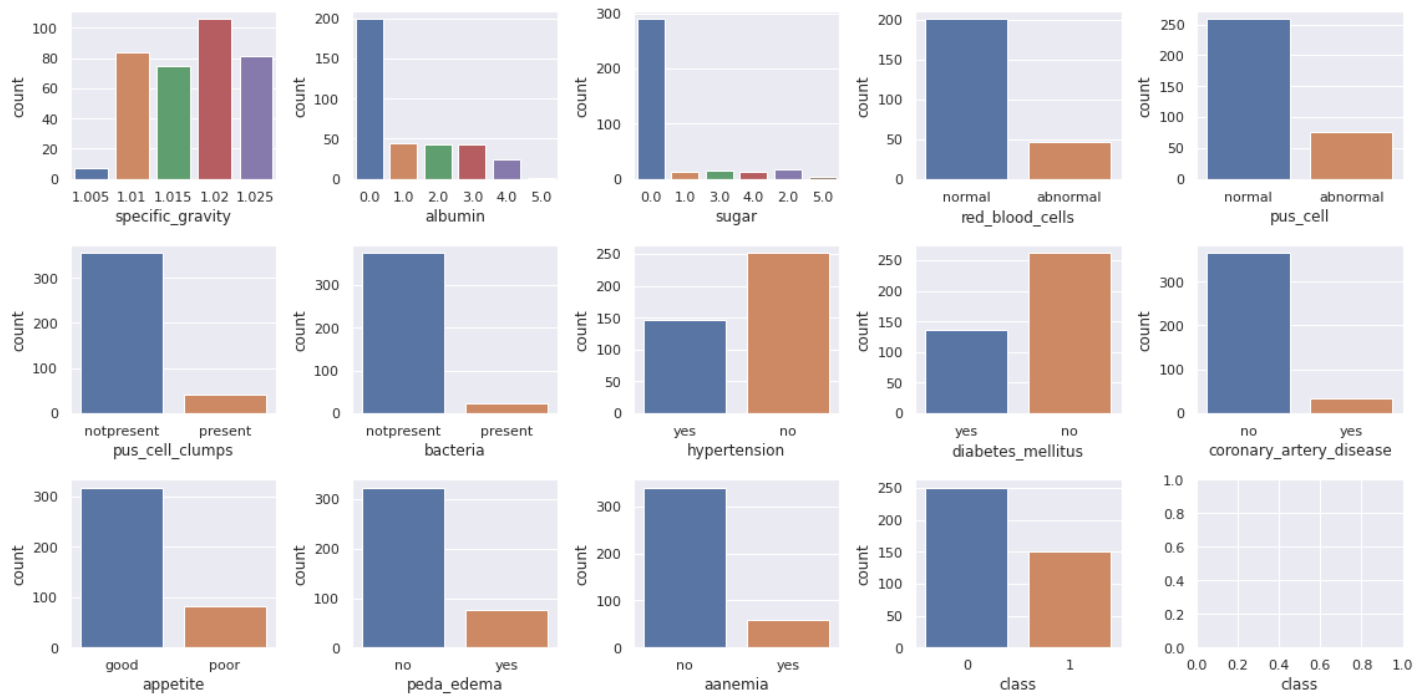 count
100
80
60
40
20
0
1.005 1.01 1.015 1.02 1.025
specific_gravity
count
200
150
100
50
0
0.0 1.0 2.0 3.0 4.0 5.0
albumin
count
300
200
100
0
0.0 1.0 3.0 4.0 2.0 5.0
sugar
count
200
150
100
50
0
normal abnormal
red_blood_cells
count
250
200
150
100
50
0
normal abnormal
pus_cell
count
300
200
100
0
notpresent present
pus_cell_clumps
count
300
200
100
0
notpresent present
bacteria
count
250
200
150
100
50
0
yes no
hypertension
count
250
200
150
100
50
0
yes no
diabetes_mellitus
count
300
200
100
0
no yes
coronary_artery_disease
count
300
200
100
0
good poor
appetite
count
300
200
100
0
no yes
peda_edema
count
300
200
100
0
no yes
aanemia
count
250
200
150
100
50
0
0 1
class
count
1.0
0.8
0.6
0.4
0.2
0.0
0.0 0.2 0.4 0.6 0.8 1.0
class